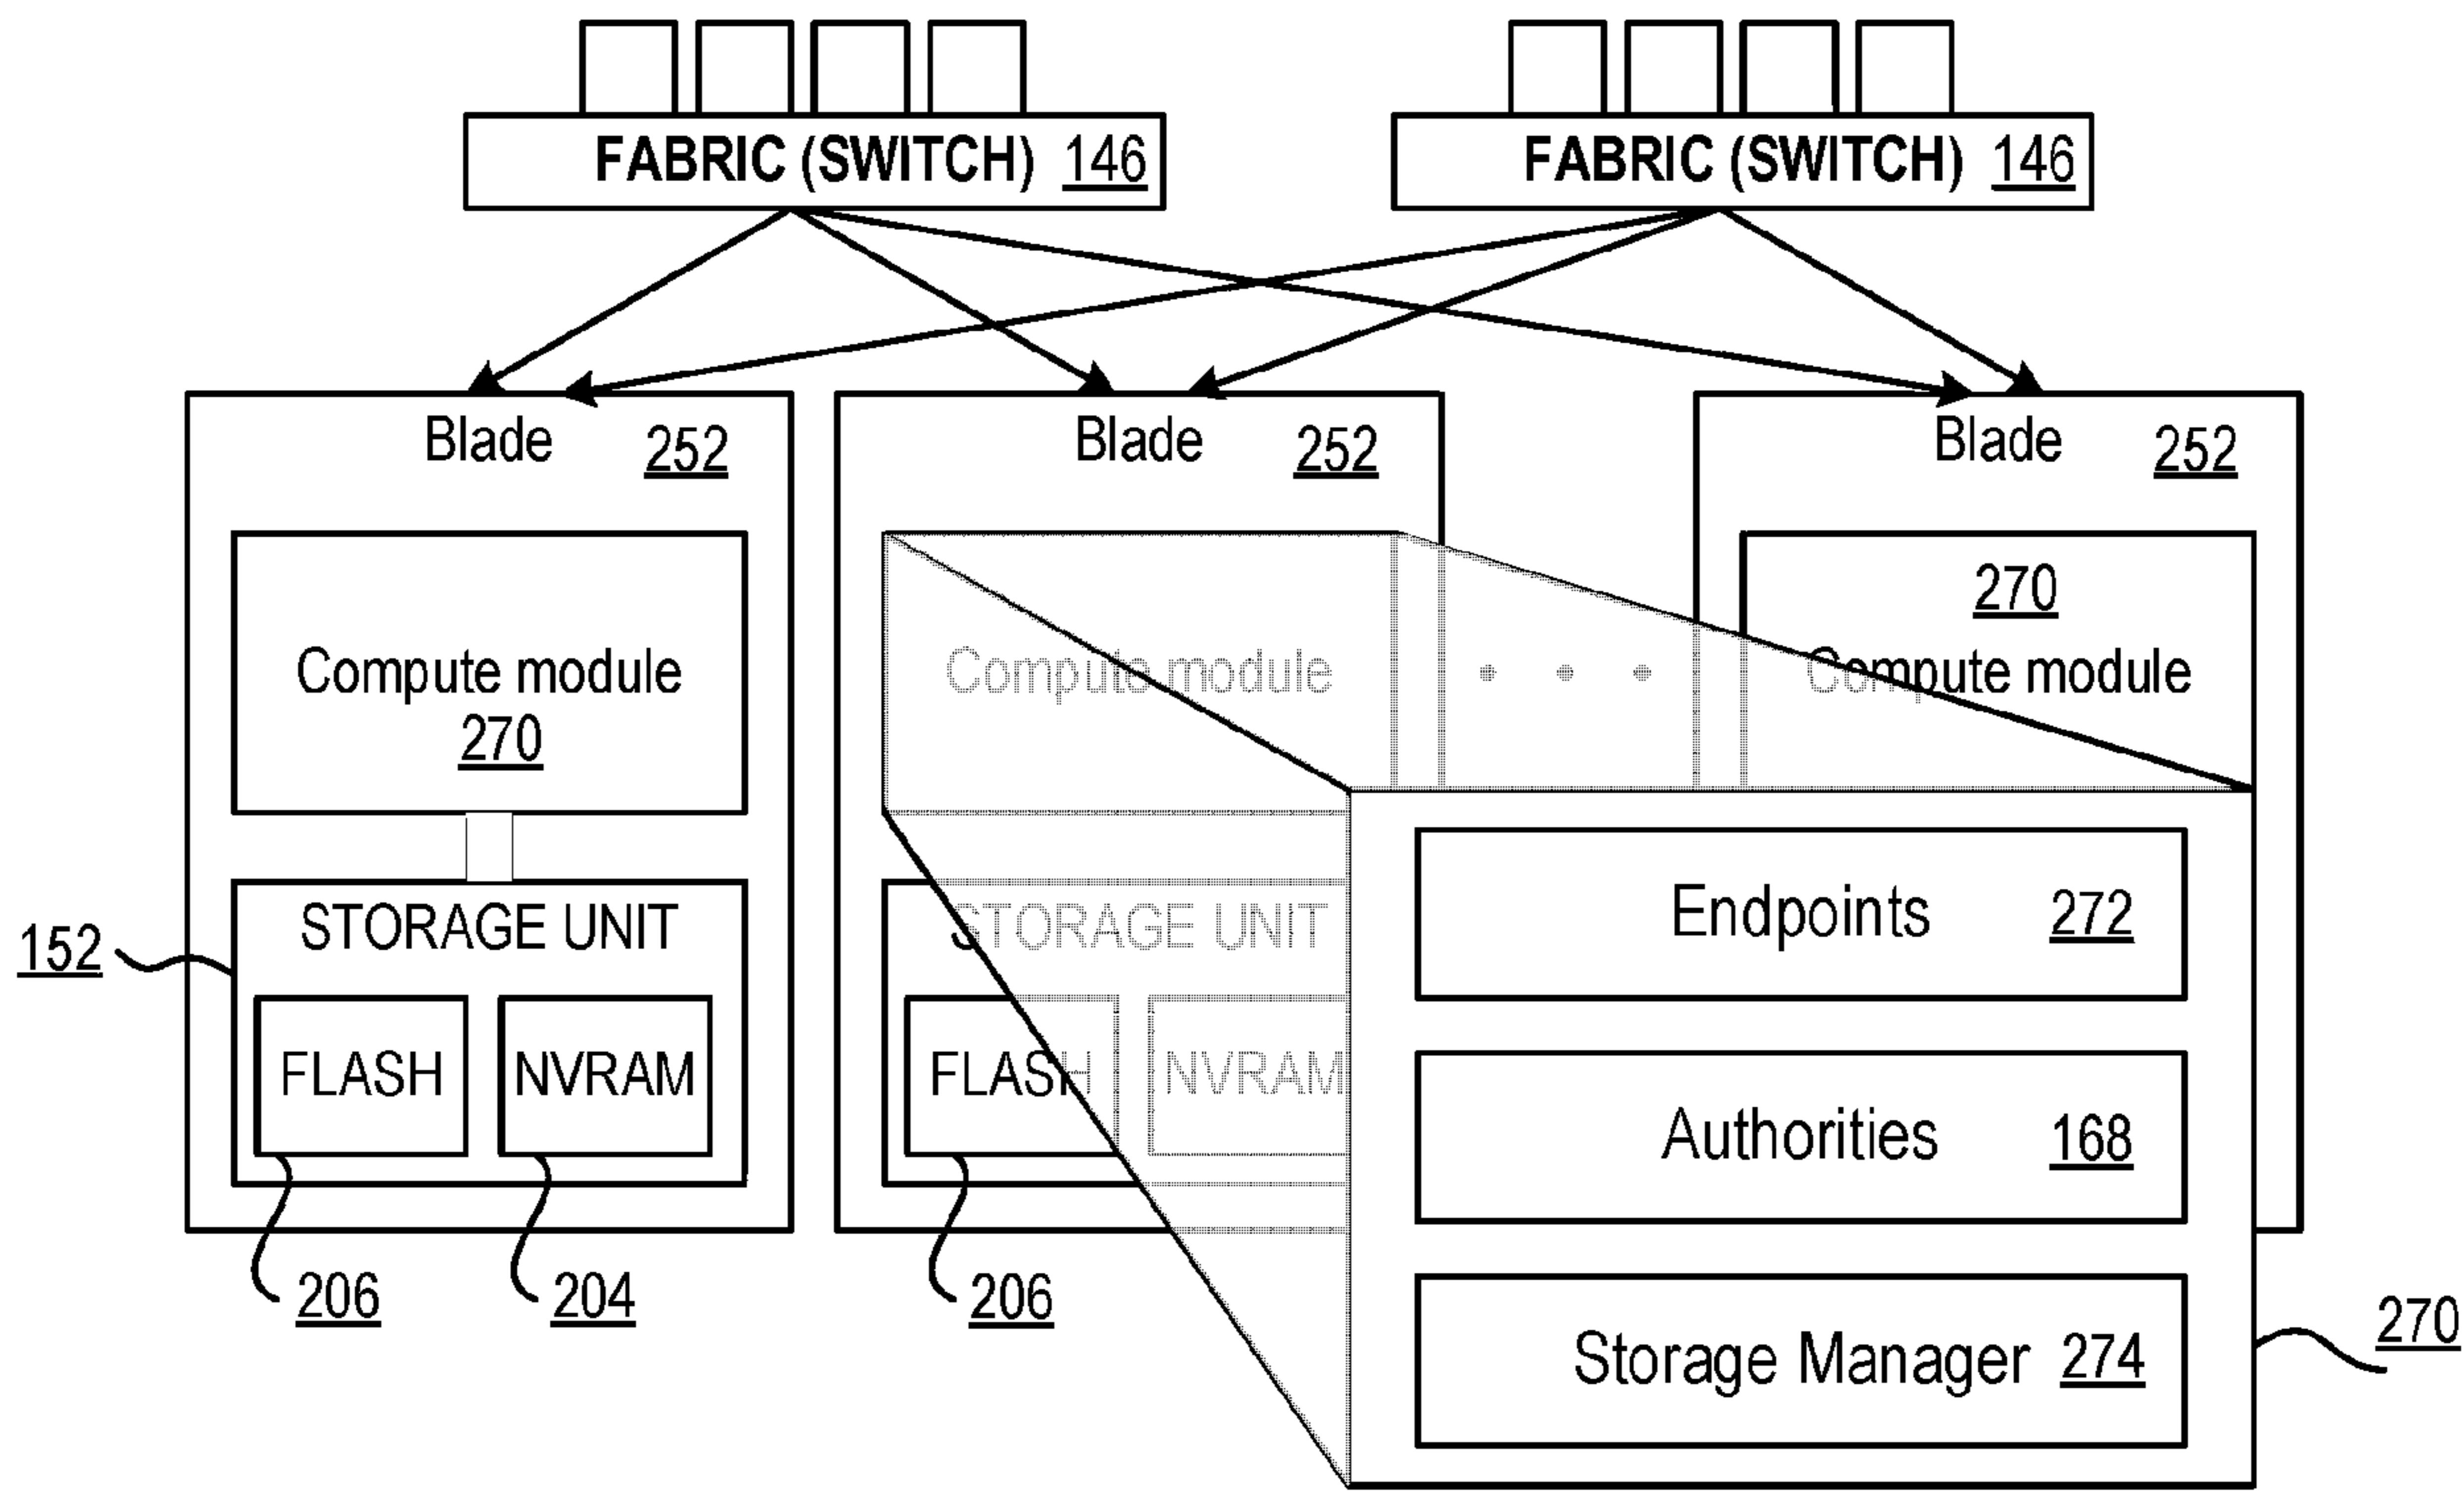 FABRIC (SWITCH) 146
FABRIC (SWITCH) 146
Blade 252
Blade 252
Blade 252
Compute module
270
Compute module
270
Compute module
152
STORAGE UNIT
FLASH
NVRAM
206
204
STORAGE UNIT
FLASH
NVRAM
206
Endpoints 272
Authorities 168
Storage Manager 274
270